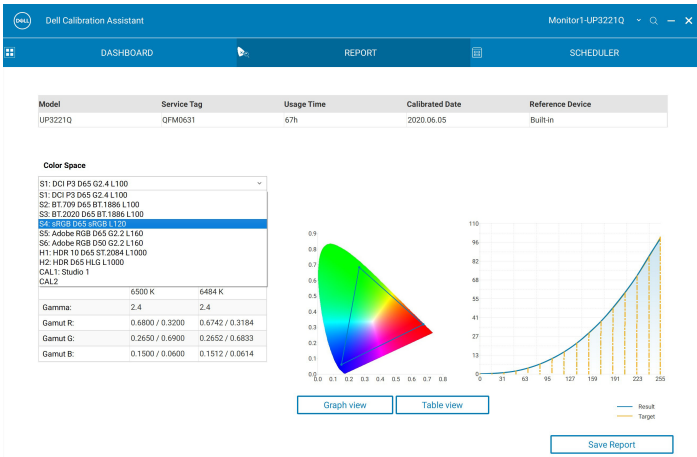 DELL Dell Calibration Assistant Monitor1-UP3221Q
DASHBOARD REPORT SCHEDULER
Model Service Tag Usage Time Calibrated Date Reference Device
UP3221Q QFM0631 67h 2020.06.05 Built-in
Color Space
S1: DCI P3 D65 G2.4 L100
S1: DCI P3 D65 G2.4 L100
S2: BT.709 D65 BT.1886 L100
S3: BT.2020 D65 BT.1886 L100
S4: sRGB D65 sRGB L120
S5: Adobe RGB D65 G2.2 L160
S6: Adobe RGB D50 G2.2 L160
H1: HDR 10 D65 ST.2084 L1000
H2: HDR D65 HLG L1000
CAL1: Studio 1
CAL2
6500 K 6484 K
Gamma: 2.4 2.4
Gamut R: 0.6800 / 0.3200 0.6742 / 0.3184
Gamut G: 0.2650 / 0.6900 0.2652 / 0.6833
Gamut B: 0.1500 / 0.0600 0.1512 / 0.0614
0.9
0.8
0.7
0.6
0.5
0.4
0.3
0.2
0.1
0.0
0.0 0.1 0.2 0.3 0.4 0.5 0.6 0.7 0.8
110
96
82
68
55
41
27
13
0
0 31 63 95 127 159 191 223 255
Graph view Table view
Result
Target
Save Report